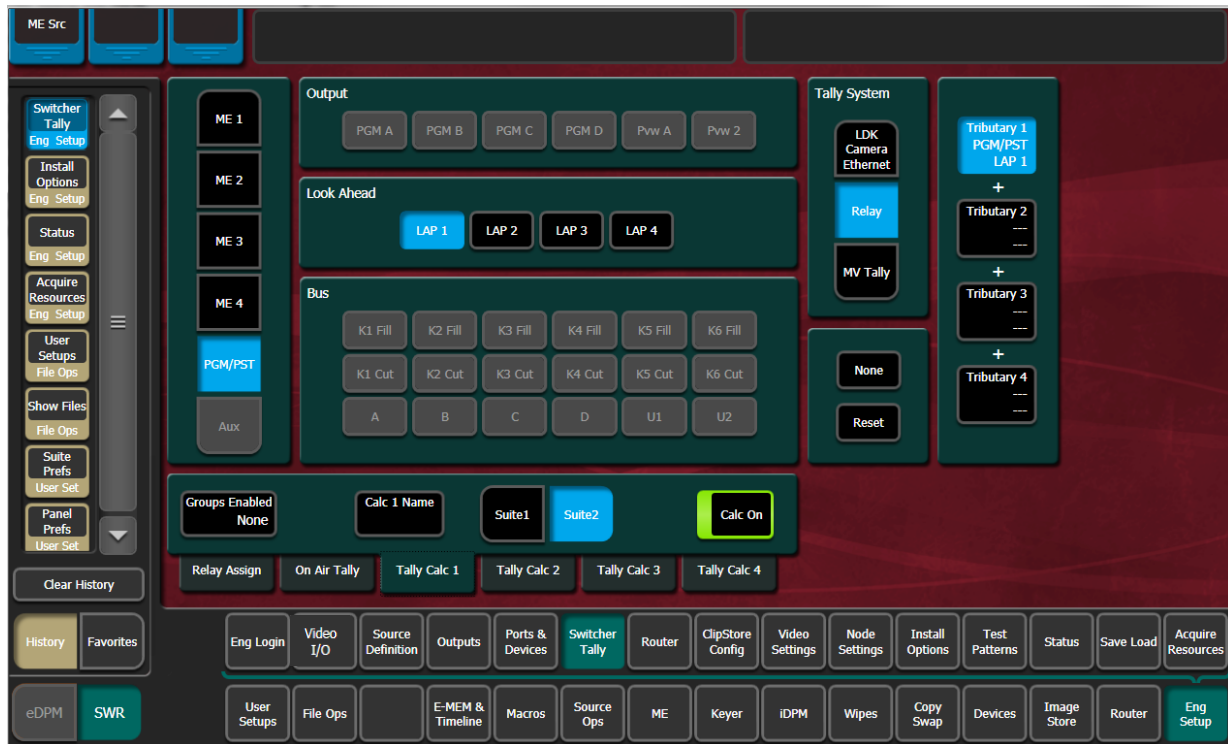 ME Src
Switcher
Tally
Eng Setup
Install
Options
Eng Setup
Status
Eng Setup
Acquire
Resources
Eng Setup
User
Setups
File Ops
Show Files
File Ops
Suite
Prefs
User Set
Panel
Prefs
User Set
Clear History
History
Favorites
eDPM
SWR
ME 1
ME 2
ME 3
ME 4
PGM/PST
Aux
Output
PGM A
PGM B
PGM C
PGM D
Pvw A
Pvw 2
Look Ahead
LAP 1
LAP 2
LAP 3
LAP 4
Bus
K1 Fill
K2 Fill
K3 Fill
K4 Fill
K5 Fill
K6 Fill
K1 Cut
K2 Cut
K3 Cut
K4 Cut
K5 Cut
K6 Cut
A
B
C
D
U1
U2
Tally System
LDK
Camera
Ethernet
Relay
MV Tally
None
Reset
Tributary 1
PGM/PST
LAP 1
+
Tributary 2
---
---
+
Tributary 3
---
---
+
Tributary 4
---
---
Groups Enabled
None
Calc 1 Name
Suite1
Suite2
Calc On
Relay Assign
On Air Tally
Tally Calc 1
Tally Calc 2
Tally Calc 3
Tally Calc 4
Eng Login
Video
I/O
Source
Definition
Outputs
Ports &
Devices
Switcher
Tally
Router
ClipStore
Config
Video
Settings
Node
Settings
Install
Options
Test
Patterns
Status
Save Load
Acquire
Resources
User
Setups
File Ops
E-MEM &
Timeline
Macros
Source
Ops
ME
Keyer
iDPM
Wipes
Copy
Swap
Devices
Image
Store
Router
Eng
Setup